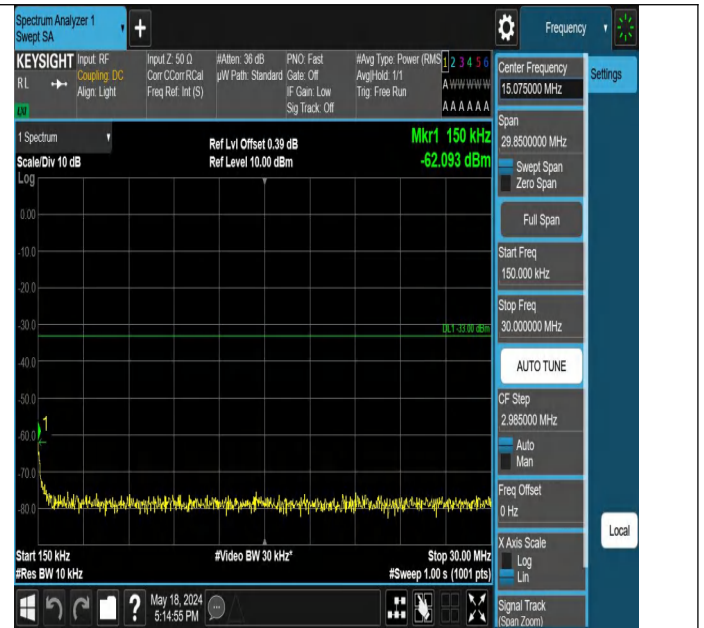 Spectrum Analyzer 1
Swept SA
Frequency
KEYSIGHT
RL
LXI
Input: RF
Coupling: DC
Align: Light
Input Z: 50 Ω
Corr CCorr RCal
Freq Ref: Int (S)
#Atten: 36 dB
µW Path: Standard
PNO: Fast
Gate: Off
IF Gain: Low
Sig Track: Off
#Avg Type: Power (RMS
Avg|Hold: 1/1
Trig: Free Run
1 2 3 4 5 6
A W W W W W
A A A A A A
1 Spectrum
Scale/Div 10 dB
Log
Ref Lvl Offset 0.39 dB
Ref Level 10.00 dBm
Mkr1 150 kHz
-62.093 dBm
0.00
-10.0
-20.0
-30.0
DL1 -33.00 dBm
-40.0
-50.0
1
-60.0
-70.0
-80.0
Start 150 kHz
#Video BW 30 kHz*
Stop 30.00 MHz
#Res BW 10 kHz
#Sweep 1.00 s (1001 pts)
?
May 18, 2024
5:14:55 PM
Center Frequency
15.075000 MHz
Settings
Span
29.8500000 MHz
Swept Span
Zero Span
Full Span
Start Freq
150.000 kHz
Stop Freq
30.000000 MHz
AUTO TUNE
CF Step
2.985000 MHz
Auto
Man
Freq Offset
0 Hz
X Axis Scale
Log
Lin
Local
Signal Track
(Span Zoom)